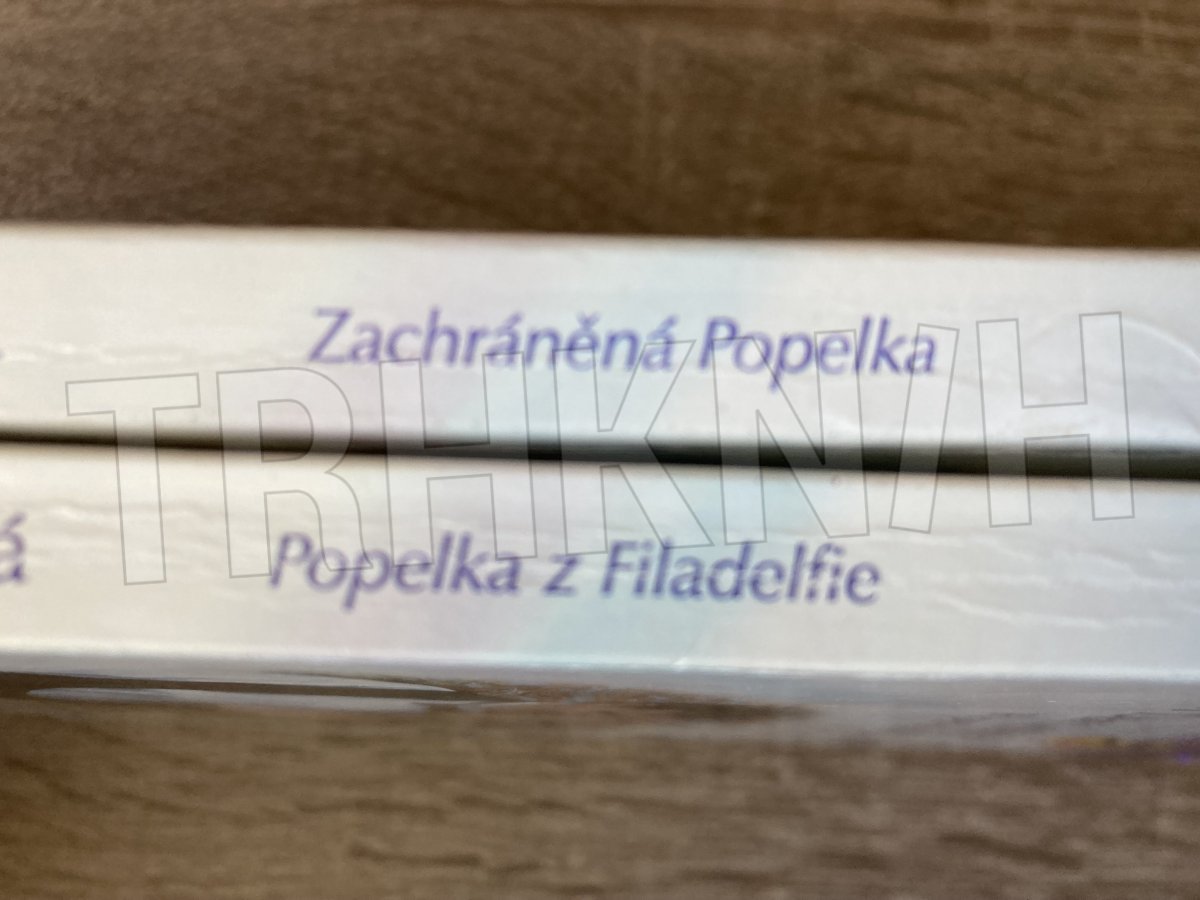 Zachráněná Popelka
á Popelka z Filadelfie
TRHKNIH